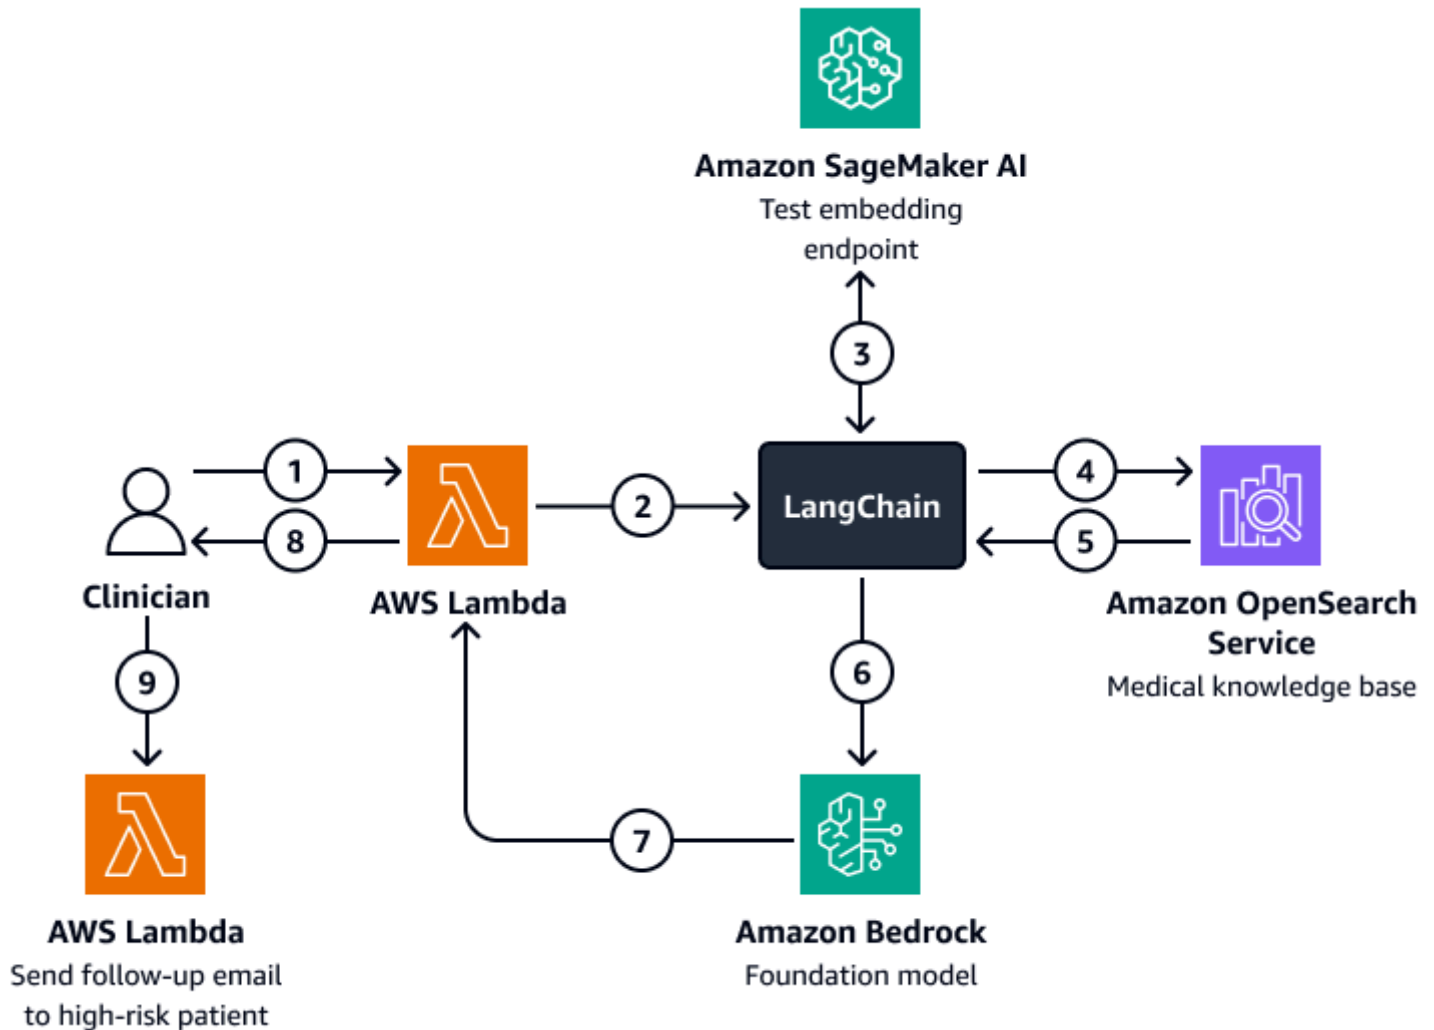 Amazon SageMaker AI
Test embedding
endpoint
3
1
8
2
LangChain
4
5
Clinician
AWS Lambda
Amazon OpenSearch
Service
Medical knowledge base
9
6
7
AWS Lambda
Send follow-up email
to high-risk patient
Amazon Bedrock
Foundation model